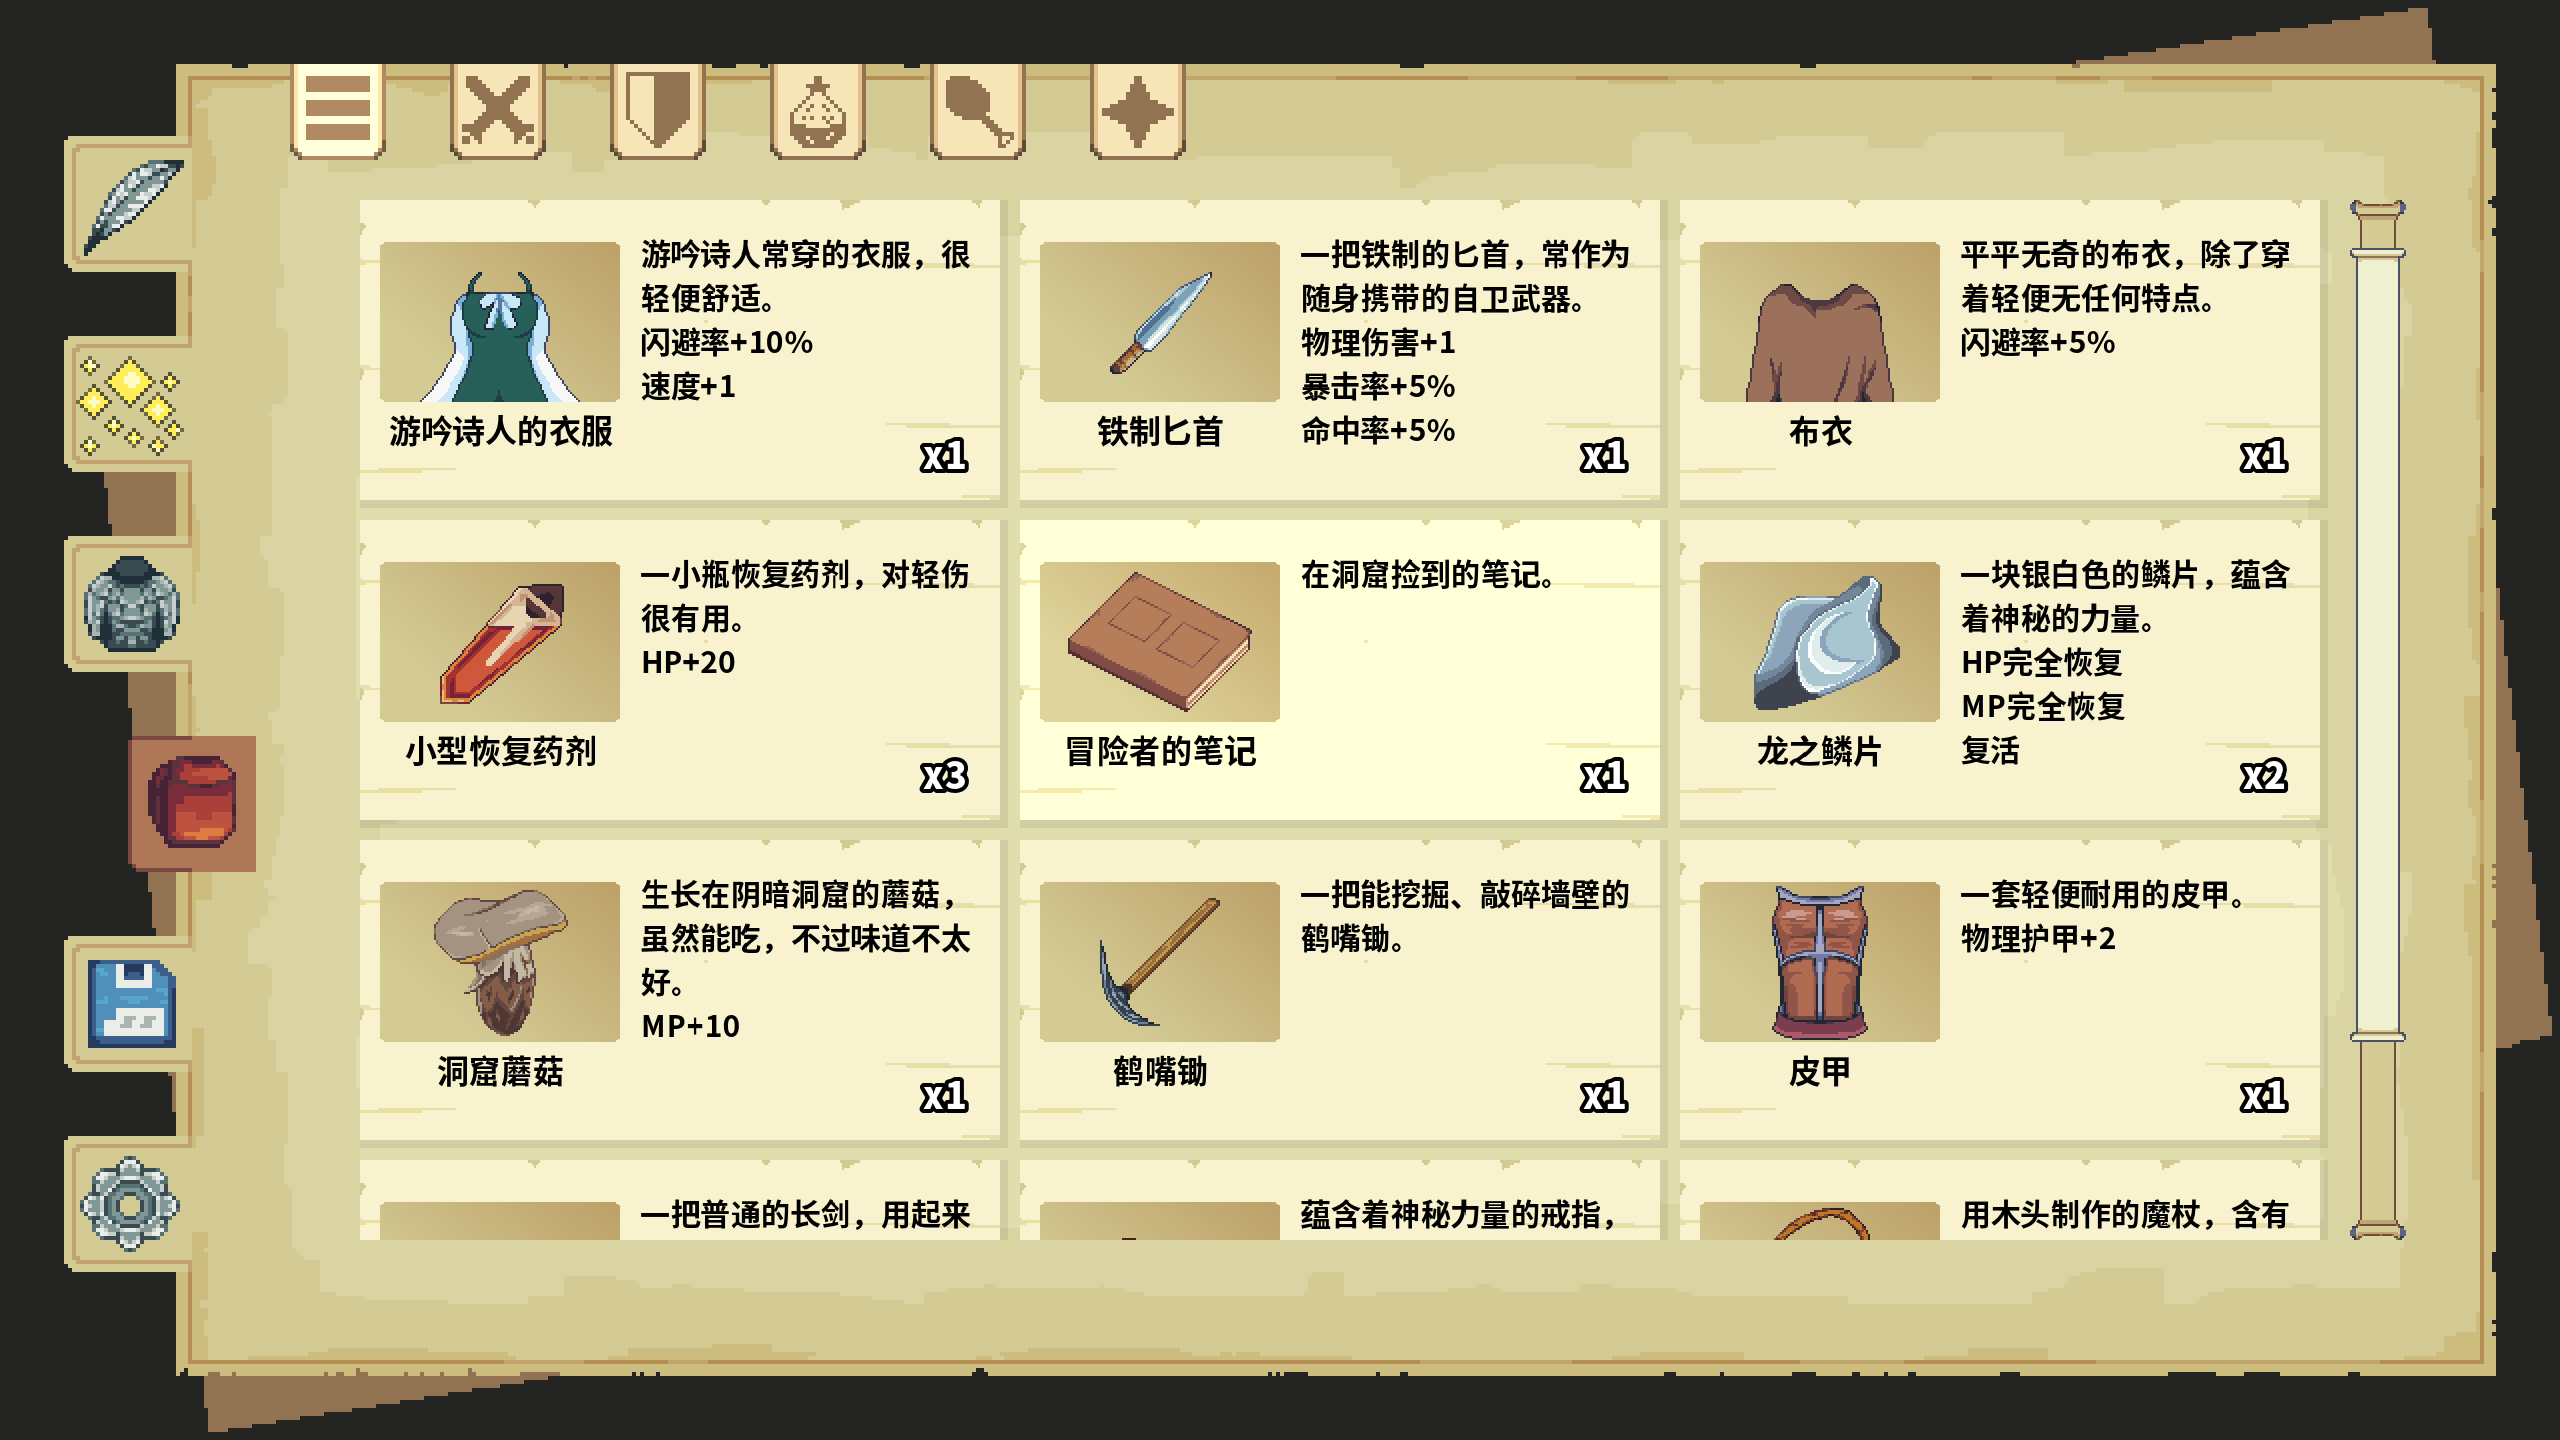 游吟诗人常穿的衣服，很
轻便舒适。
闪避率+10%
速度+1
游吟诗人的衣服
x1
一把铁制的匕首，常作为
随身携带的自卫武器。
物理伤害+1
暴击率+5%
命中率+5%
铁制匕首
x1
平平无奇的布衣，除了穿
着轻便无任何特点。
闪避率+5%
布衣
x1
一小瓶恢复药剂，对轻伤
很有用。
HP+20
小型恢复药剂
x3
在洞窟捡到的笔记。
冒险者的笔记
x1
一块银白色的鳞片，蕴含
着神秘的力量。
HP完全恢复
MP完全恢复
复活
龙之鳞片
x2
生长在阴暗洞窟的蘑菇，
虽然能吃，不过味道不太
好。
MP+10
洞窟蘑菇
x1
一把能挖掘、敲碎墙壁的
鹤嘴锄。
鹤嘴锄
x1
一套轻便耐用的皮甲。
物理护甲+2
皮甲
x1
一把普通的长剑，用起来
蕴含着神秘力量的戒指，
用木头制作的魔杖，含有